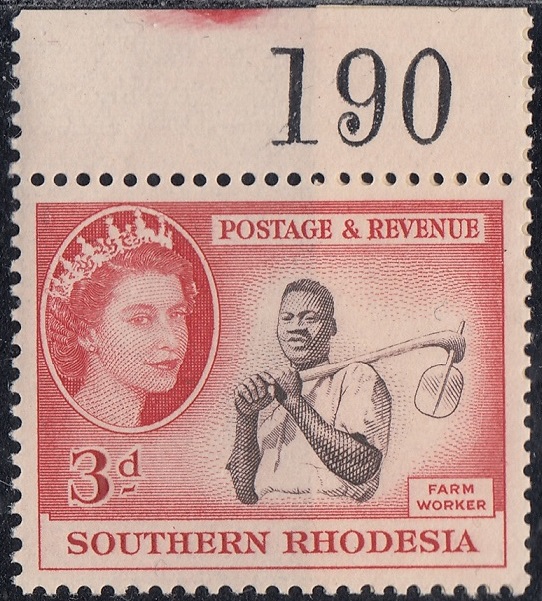 190
POSTAGE & REVENUE
3d
FARM
WORKER
SOUTHERN RHODESIA